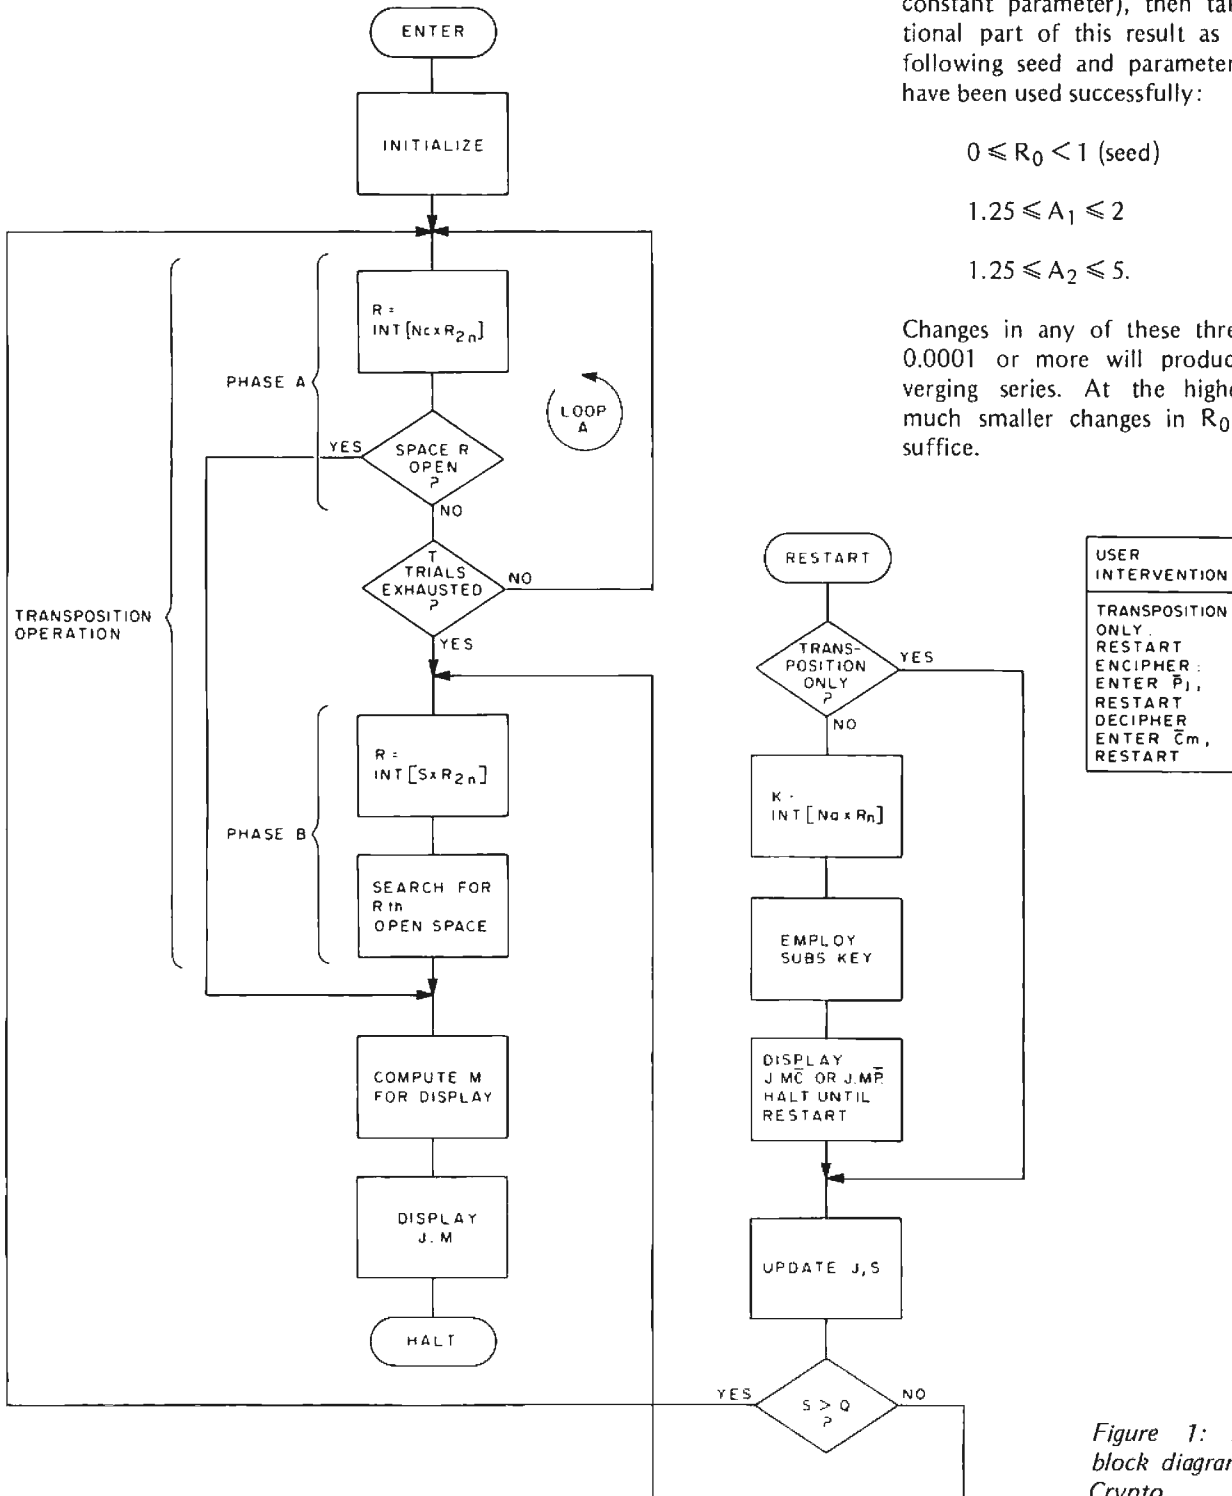 ENTER
INITIALIZE
R =
INT [Nc x R2n]
PHASE A
LOOP
A
YES
SPACE R
OPEN
?
NO
T
TRIALS
EXHAUSTED
?
NO
YES
TRANSPOSITION
OPERATION
R =
INT [S x R2n]
PHASE B
SEARCH FOR
Rth
OPEN SPACE
COMPUTE M
FOR DISPLAY
DISPLAY
J.M
HALT
constant parameter), then
tional part of this result as
following seed and parameter
have been used successfully:
0 ⩽ R0 < 1 (seed)
1.25 ⩽ A1 ⩽ 2
1.25 ⩽ A2 ⩽ 5.
Changes in any of these
0.0001 or more will
verging series. At the
much smaller changes in R0
suffice.
RESTART
TRANS-
POSITION
ONLY
?
YES
NO
K =
INT [Na x Rn]
EMPLOY
SUBS KEY
DISPLAY
J.MC̄ OR J.MP̄
HALT UNTIL
RESTART
UPDATE J,S
YES
S > Q
?
NO
USER
INTERVENTION
TRANSPOSITION
ONLY:
RESTART
ENCIPHER:
ENTER P̄J,
RESTART
DECIPHER
ENTER C̄m,
RESTART
Figure 1:
block
Crypto